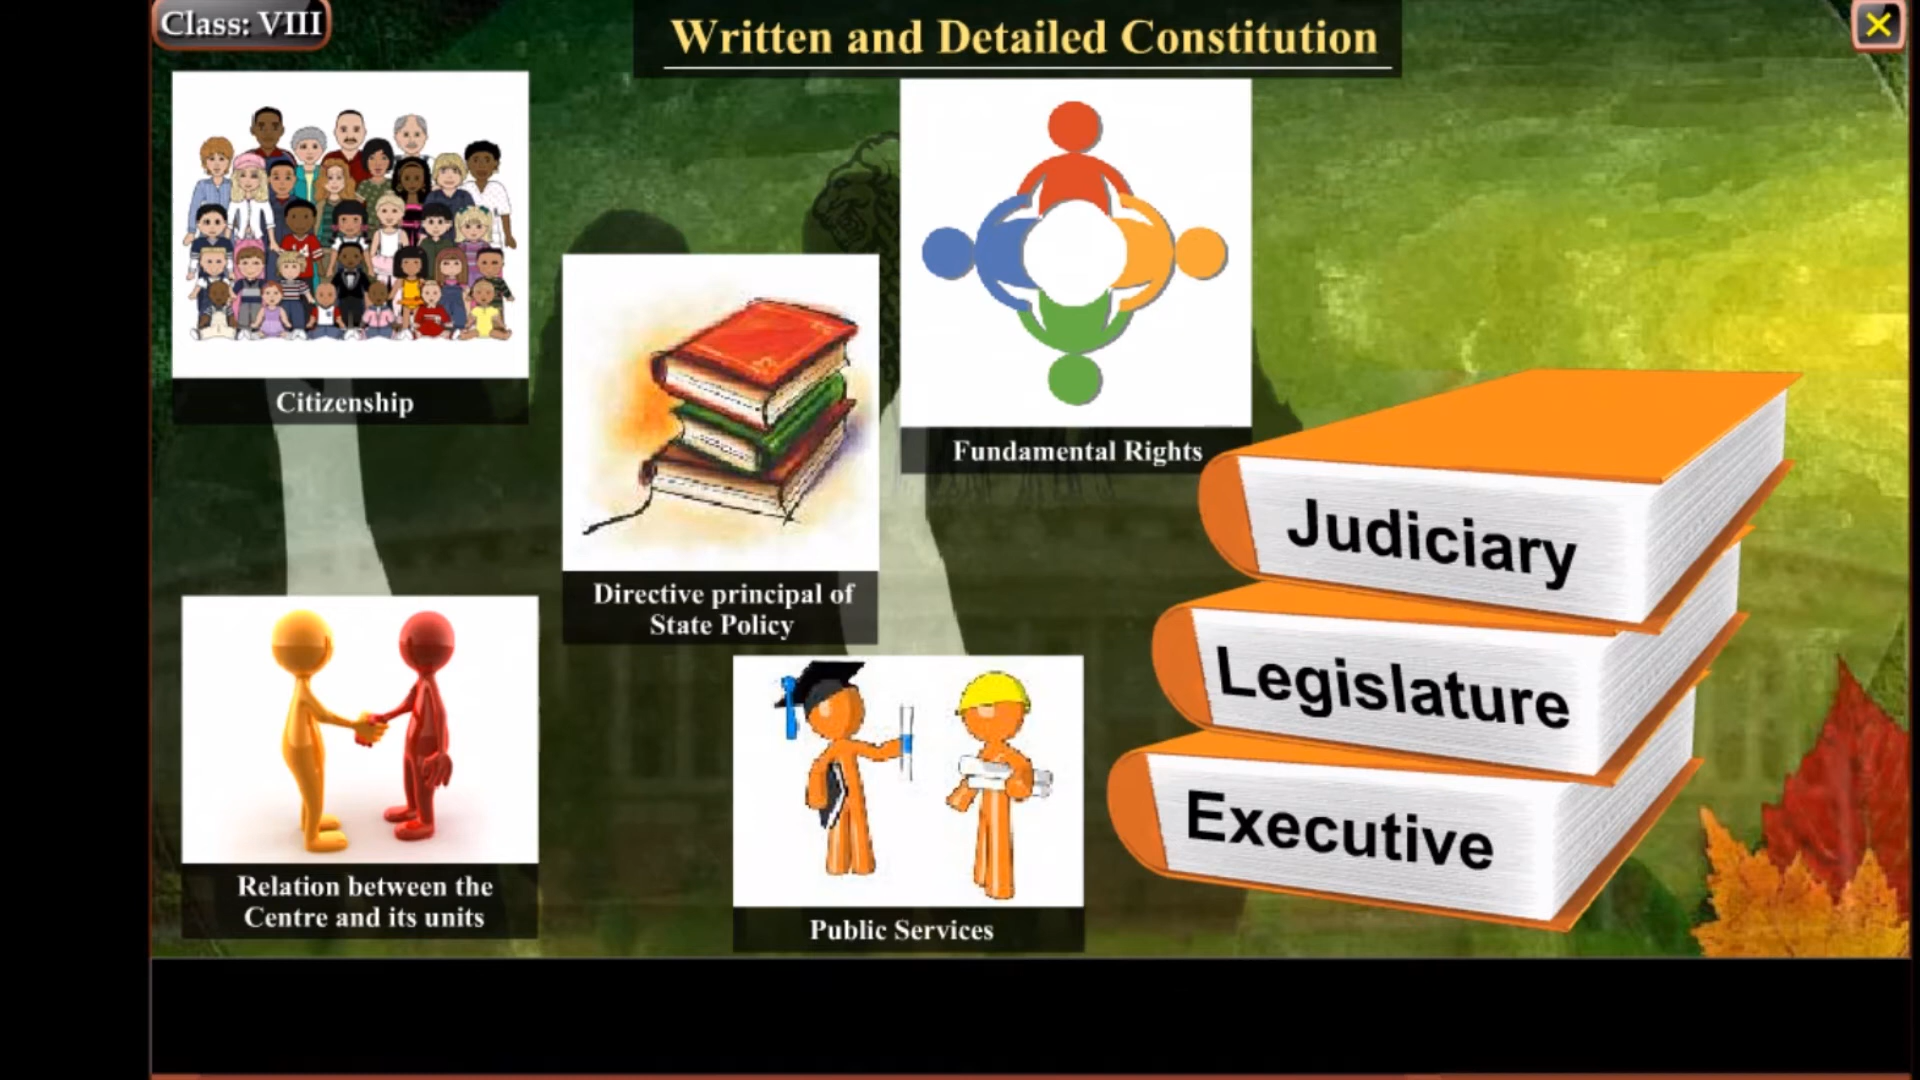 Class: VIII
Written and Detailed Constitution
Citizenship
Fundamental Rights
Directive principal of
State Policy
Judiciary
Legislature
Executive
Relation between the
Centre and its units
Public Services